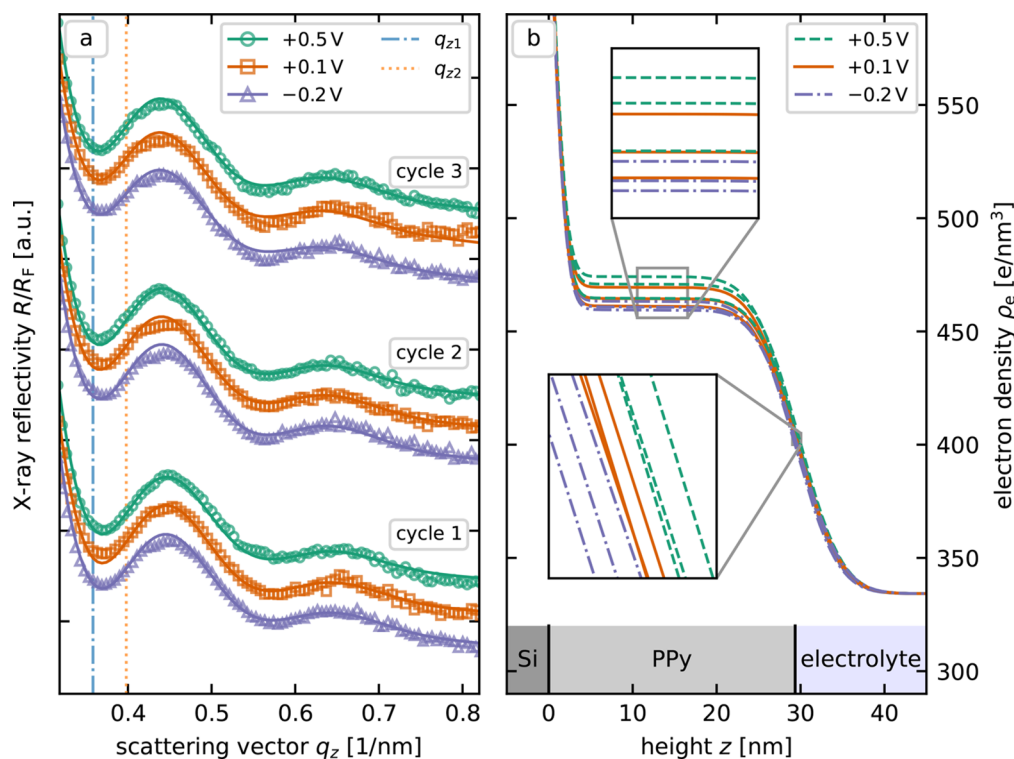 a
+0.5 V
+0.1 V
−0.2 V
q_z1
q_z2
cycle 3
cycle 2
cycle 1
X-ray reflectivity R/R_F [a.u.]
0.4 0.5 0.6 0.7 0.8
scattering vector q_z [1/nm]
b
+0.5 V
+0.1 V
−0.2 V
550
500
450
400
350
300
electron density ρ_e [e/nm³]
Si PPy electrolyte
0 10 20 30 40
height z [nm]